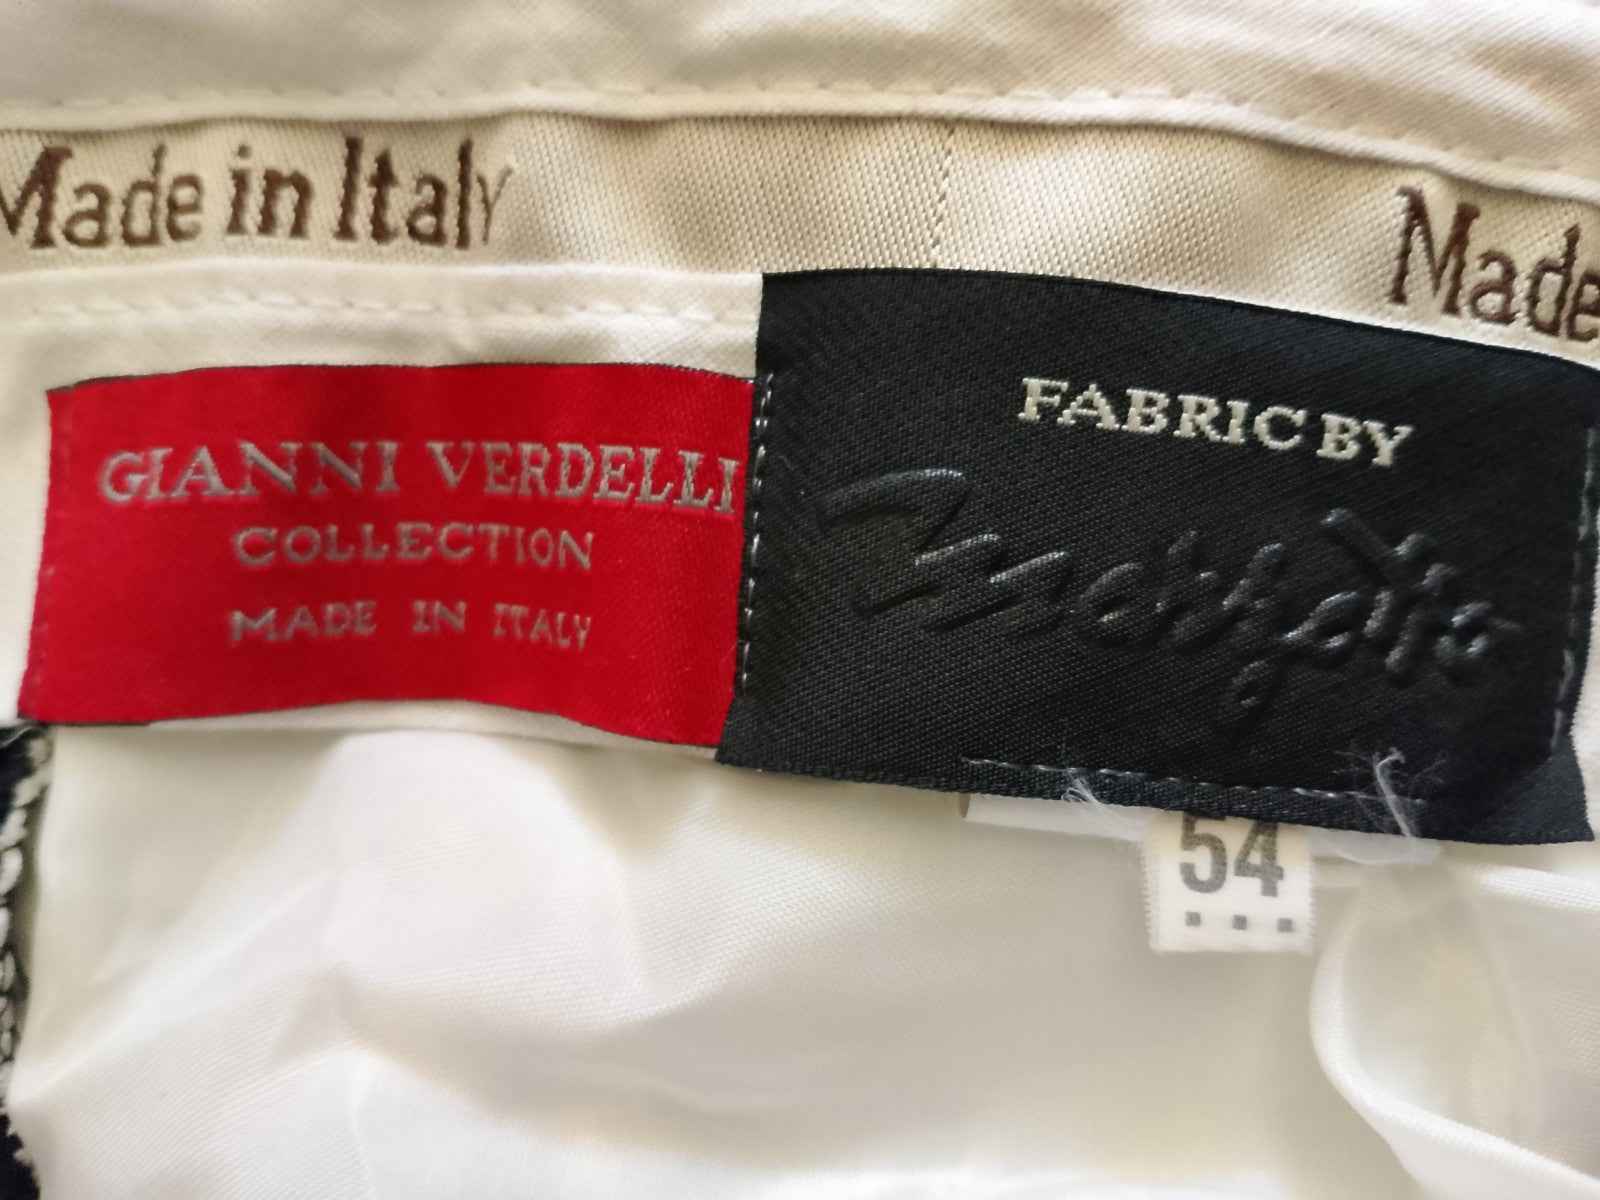 Made in Italy
Made
GIANNI VERDELLI
COLLECTION
MADE IN ITALY
FABRIC BY
54